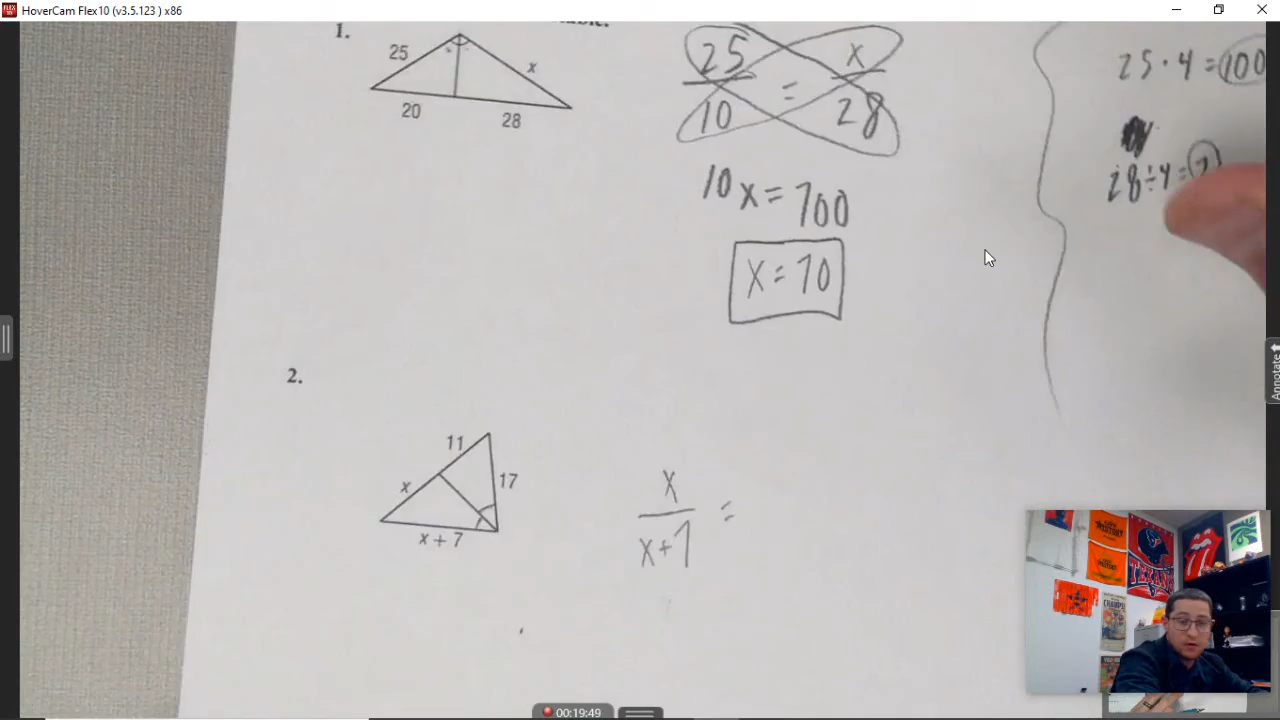 HoverCam Flex10 (v3.5.123) x86
1.
25
x
20
28
25 x
— = —
10 28
10x = 700
x = 70
25 · 4 = 100
28 ÷ 4 =
2.
11
17
x
x + 7
x
— =
x+7
Annotate
TEXANS
00:19:49